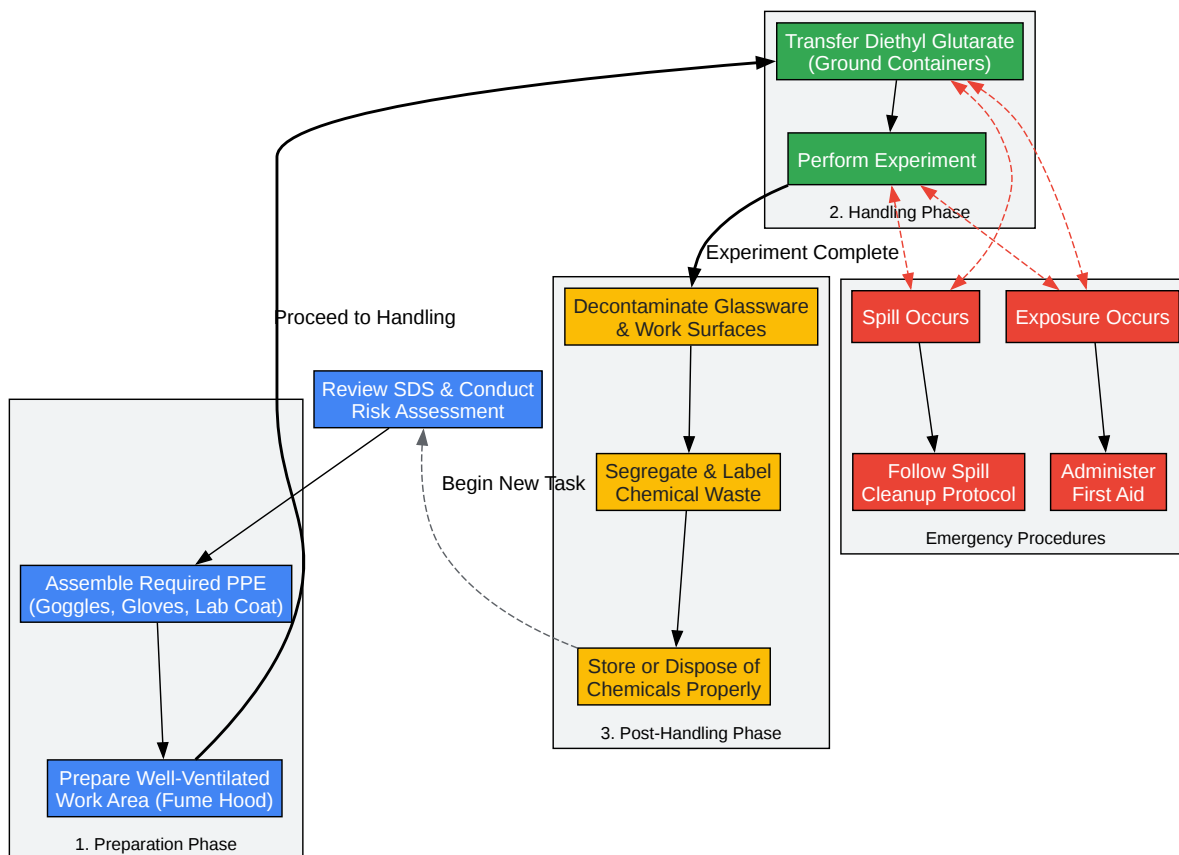 Transfer Diethyl Glutarate
(Ground Containers)
Perform Experiment
2. Handling Phase
Experiment Complete
Decontaminate Glassware
& Work Surfaces
Spill Occurs
Exposure Occurs
Proceed to Handling
Review SDS & Conduct
Risk Assessment
Begin New Task
Segregate & Label
Chemical Waste
Follow Spill
Cleanup Protocol
Administer
First Aid
Emergency Procedures
Assemble Required PPE
(Goggles, Gloves, Lab Coat)
Store or Dispose of
Chemicals Properly
3. Post-Handling Phase
Prepare Well-Ventilated
Work Area (Fume Hood)
1. Preparation Phase